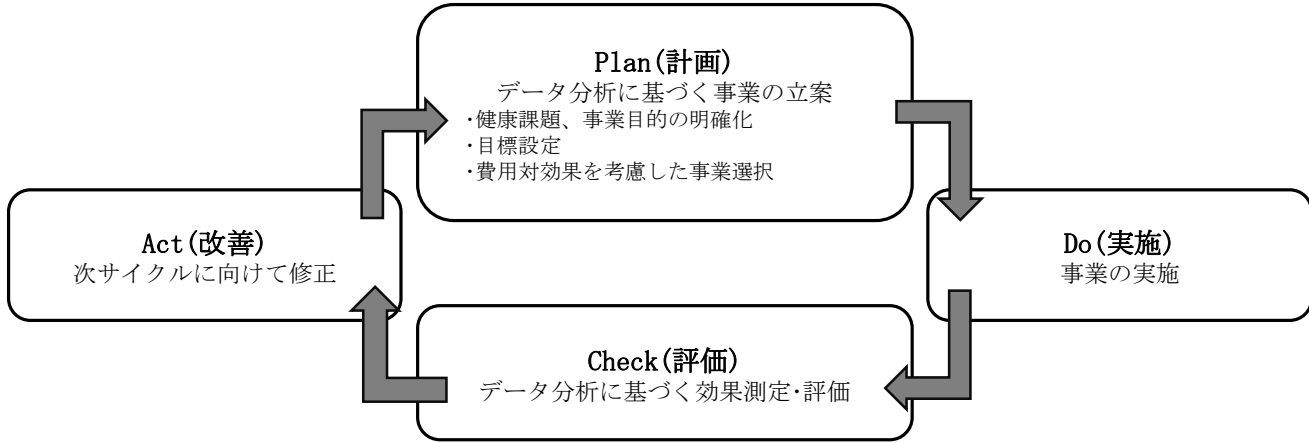 Plan(計画)
データ分析に基づく事業の立案
・健康課題、事業目的の明確化
・目標設定
・費用対効果を考慮した事業選択
Act(改善)
次サイクルに向けて修正
Do(実施)
事業の実施
Check(評価)
データ分析に基づく効果測定・評価